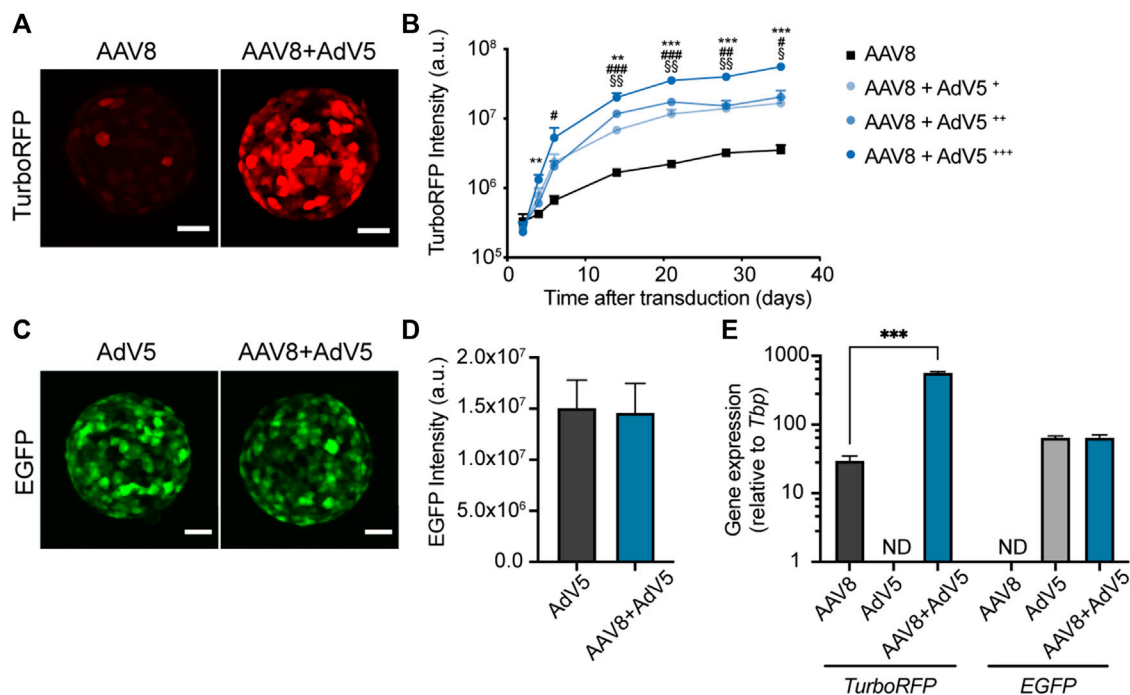 A
AAV8
AAV8+AdV5
TurboRFP
B
TurboRFP Intensity (a.u.)
10⁸
10⁷
10⁶
10⁵
0
10
20
30
40
Time after transduction (days)
**
#
**
###
§§
***
###
§§
***
##
§§
***
#
§
AAV8
AAV8 + AdV5 ⁺
AAV8 + AdV5 ⁺⁺
AAV8 + AdV5 ⁺⁺⁺
C
AdV5
AAV8+AdV5
EGFP
D
EGFP Intensity (a.u.)
2.0x10⁷
1.5x10⁷
1.0x10⁷
5.0x10⁶
0.0
AdV5
AAV8+AdV5
E
Gene expression
(relative to Tbp)
1000
100
10
1
***
ND
ND
AAV8
AdV5
AAV8+AdV5
AAV8
AdV5
AAV8+AdV5
TurboRFP
EGFP